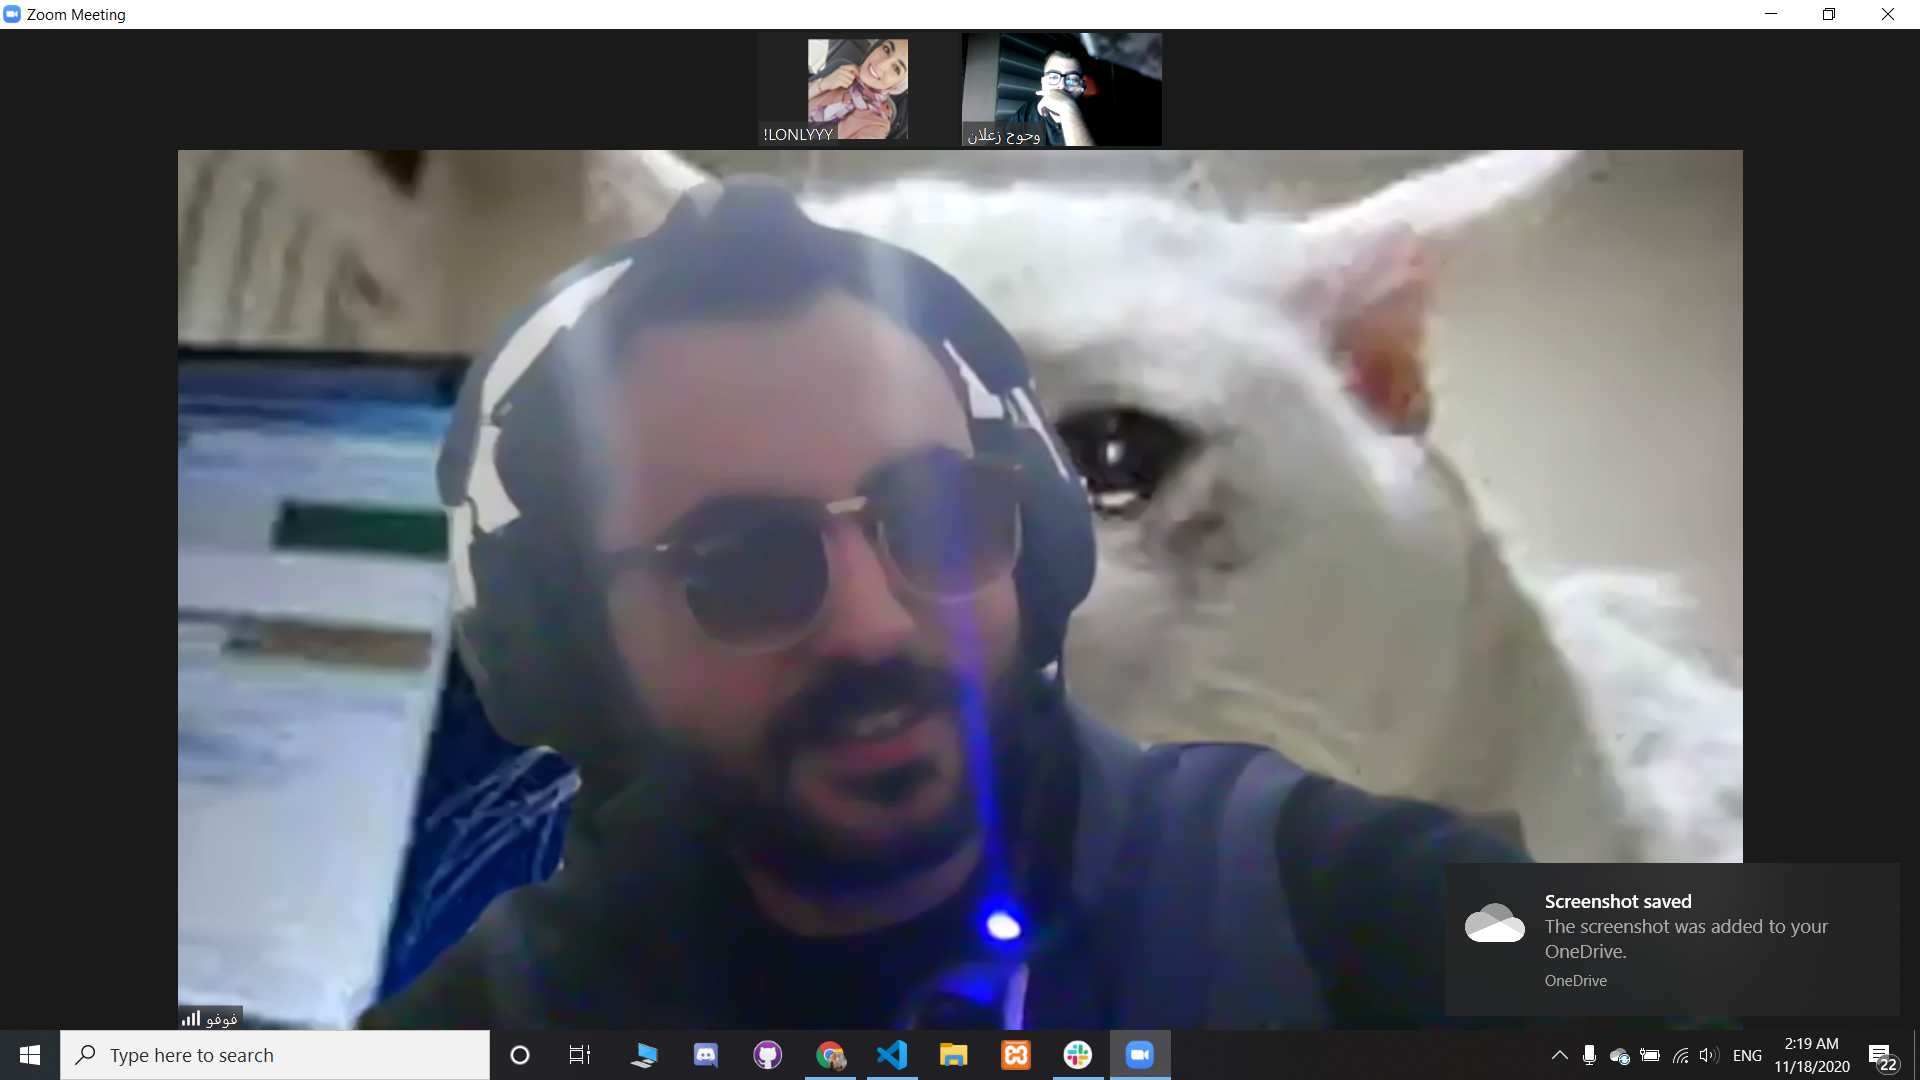 Zoom Meeting
!LONLYYY
وحوح زعلان
فوفو
Screenshot saved
The screenshot was added to your
OneDrive.
OneDrive
Type here to search
ENG
2:19 AM
11/18/2020
22